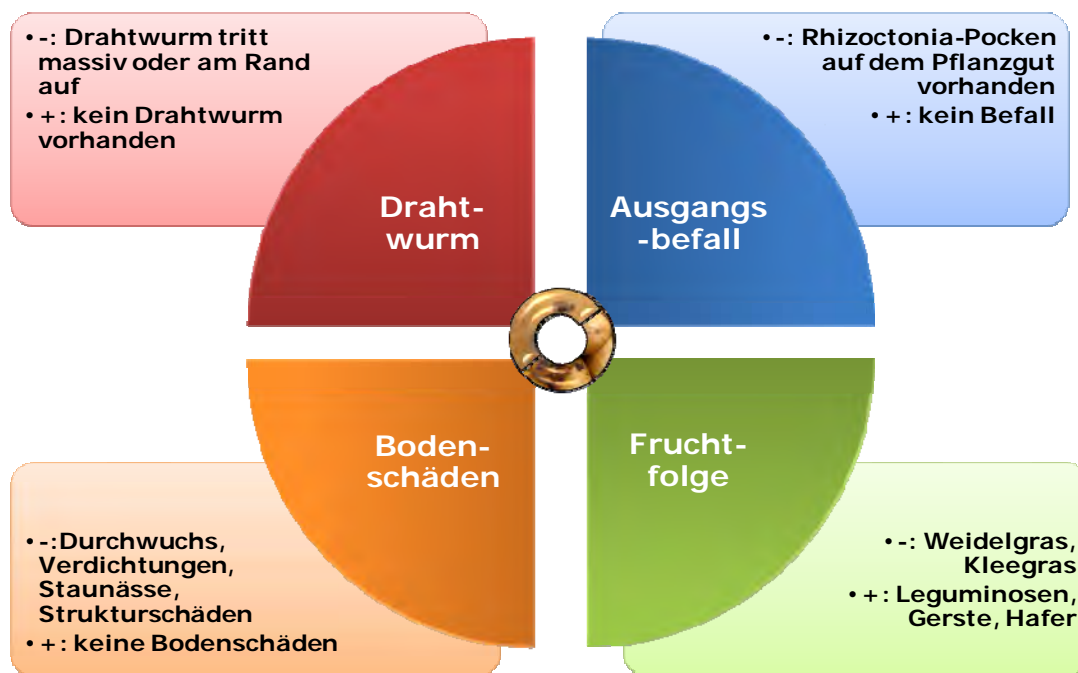 • -: Drahtwurm tritt
massiv oder am Rand
auf
• +: kein Drahtwurm
vorhanden
• -: Rhizoctonia-Pocken
auf dem Pflanzgut
vorhanden
• +: kein Befall
Draht-
wurm
Ausgangs
-befall
Boden-
schäden
Frucht-
folge
• -:Durchwuchs,
Verdichtungen,
Staunässe,
Strukturschäden
• +: keine Bodenschäden
• -: Weidelgras,
Kleegras
• +: Leguminosen,
Gerste, Hafer